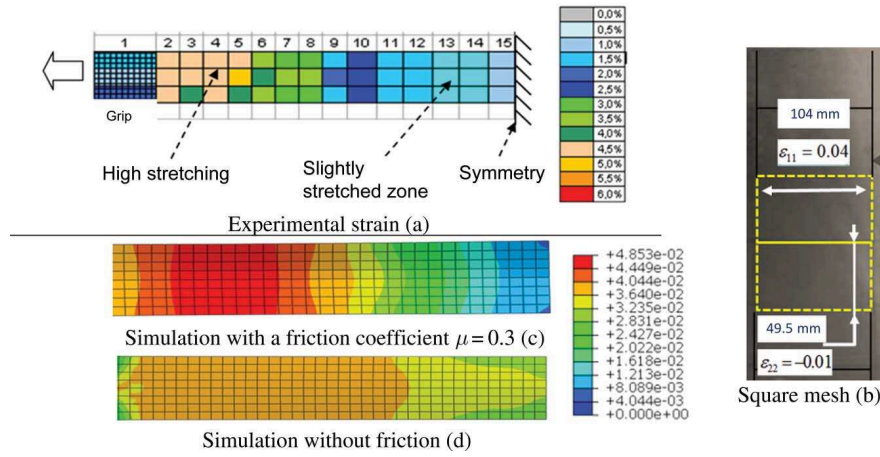 1 2 3 4 5 6 7 8 9 10 11 12 13 14 15
Grip
High stretching
Slightly
stretched zone
Symmetry
0,0%
0,5%
1,0%
1,5%
2,0%
2,5%
3,0%
3,5%
4,0%
4,5%
5,0%
5,5%
6,0%
Experimental strain (a)
104 mm
ε₁₁ = 0.04
49.5 mm
ε₂₂ = −0.01
Square mesh (b)
+4.853e-02
+4.449e-02
+4.044e-02
+3.640e-02
+3.235e-02
+2.831e-02
+2.427e-02
+2.022e-02
+1.618e-02
+1.213e-02
+8.089e-03
+4.044e-03
+0.000e+00
Simulation with a friction coefficient μ = 0.3 (c)
Simulation without friction (d)